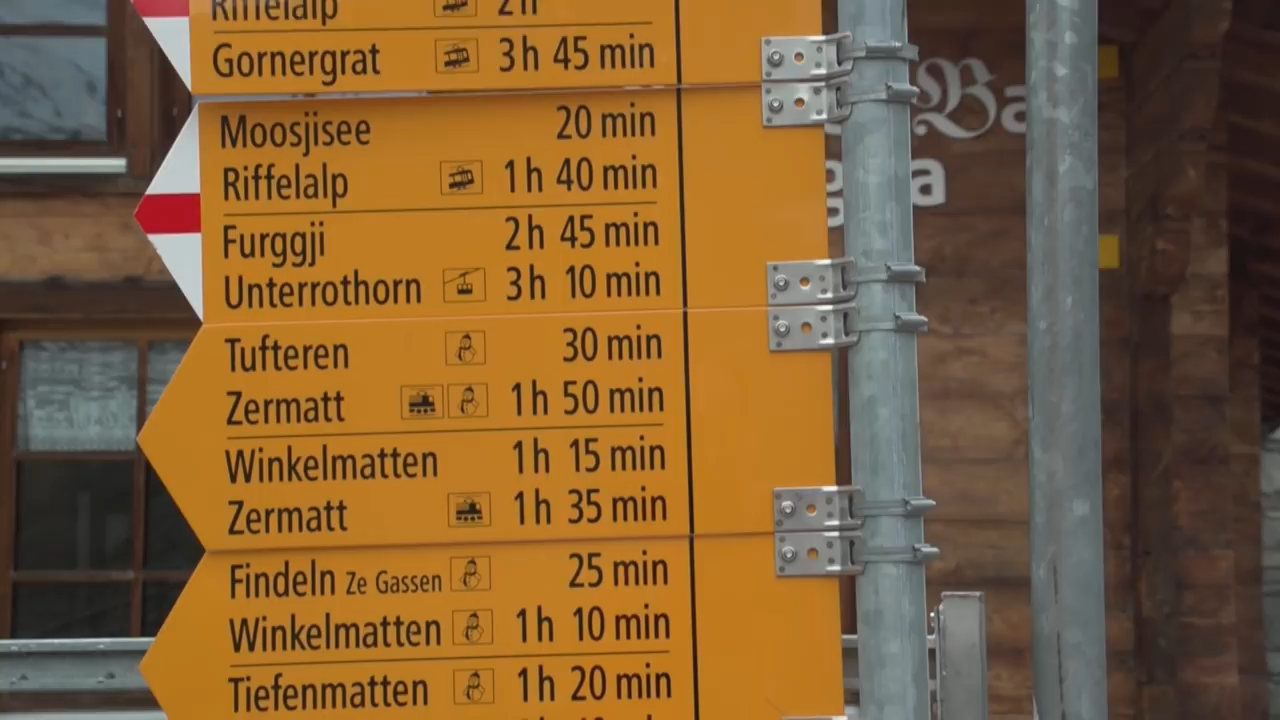 Riffelalp 2 h
Gornergrat 3 h 45 min
Moosjisee 20 min
Riffelalp 1 h 40 min
Furggji 2 h 45 min
Unterrothorn 3 h 10 min
Tufteren 30 min
Zermatt 1 h 50 min
Winkelmatten 1 h 15 min
Zermatt 1 h 35 min
Findeln Ze Gassen 25 min
Winkelmatten 1 h 10 min
Tiefenmatten 1 h 20 min